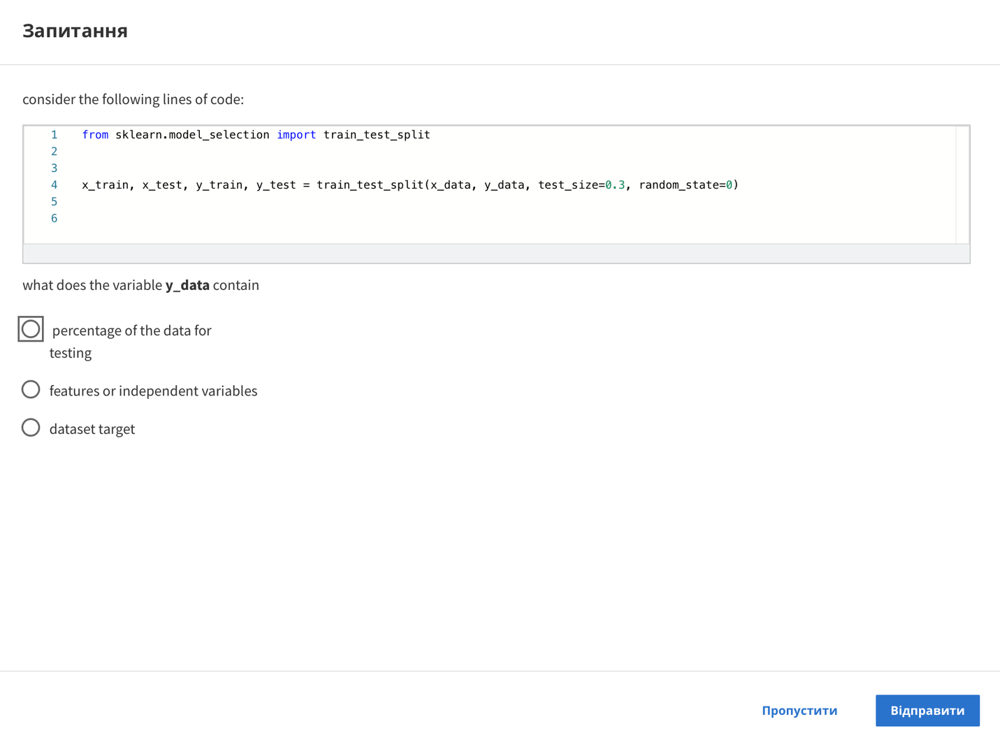 Запитання
consider the following lines of code:
1 from sklearn.model_selection import train_test_split
2
3
4 x_train, x_test, y_train, y_test = train_test_split(x_data, y_data, test_size=0.3, random_state=0)
5
6
what does the variable y_data contain
percentage of the data for
testing
features or independent variables
dataset target
Пропустити
Відправити